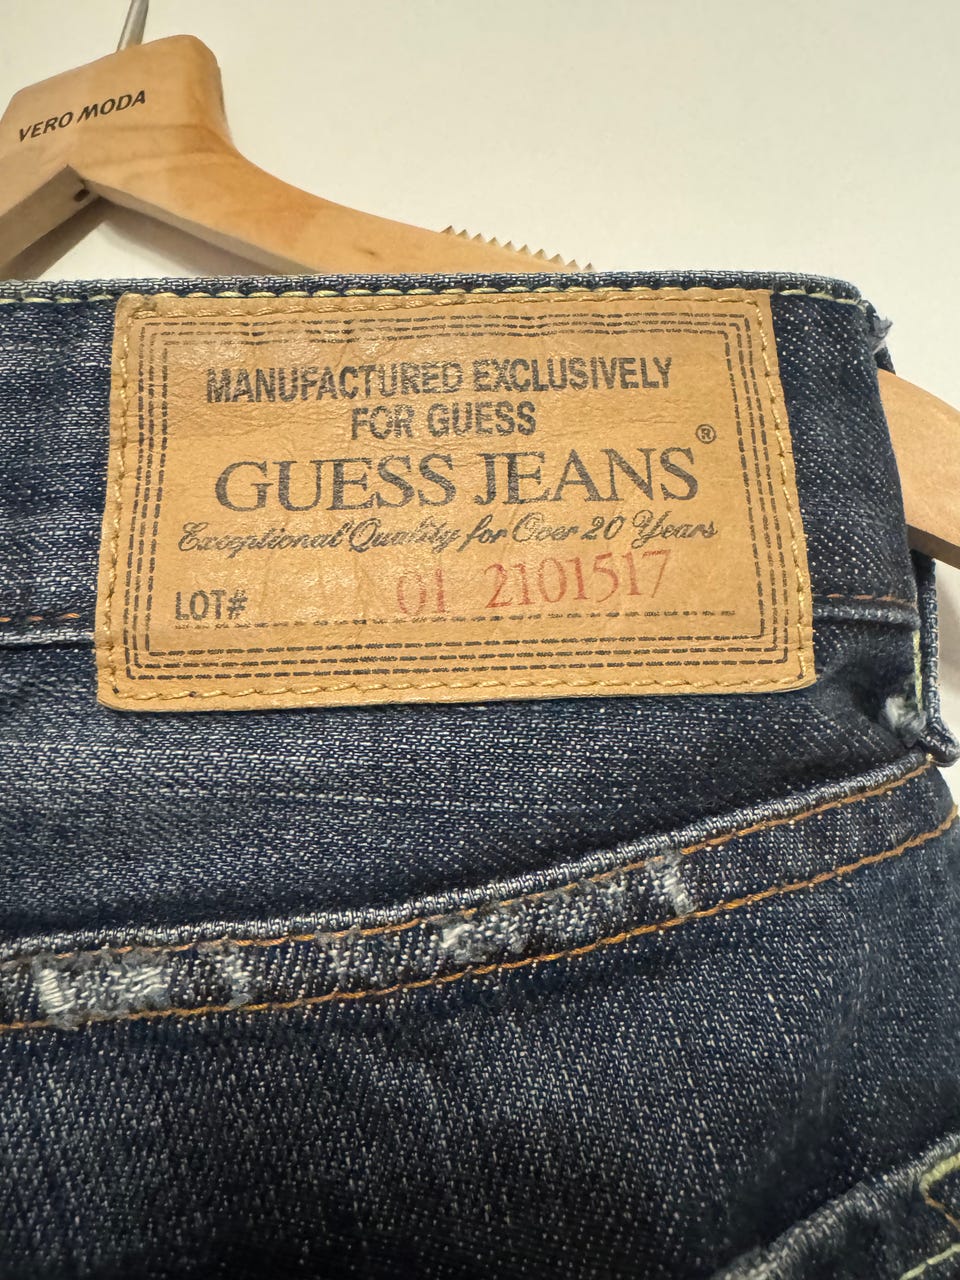 VERO MODA
MANUFACTURED EXCLUSIVELY
FOR GUESS
GUESS JEANS®
Exceptional Quality for Over 20 Years
LOT# 01 2101517